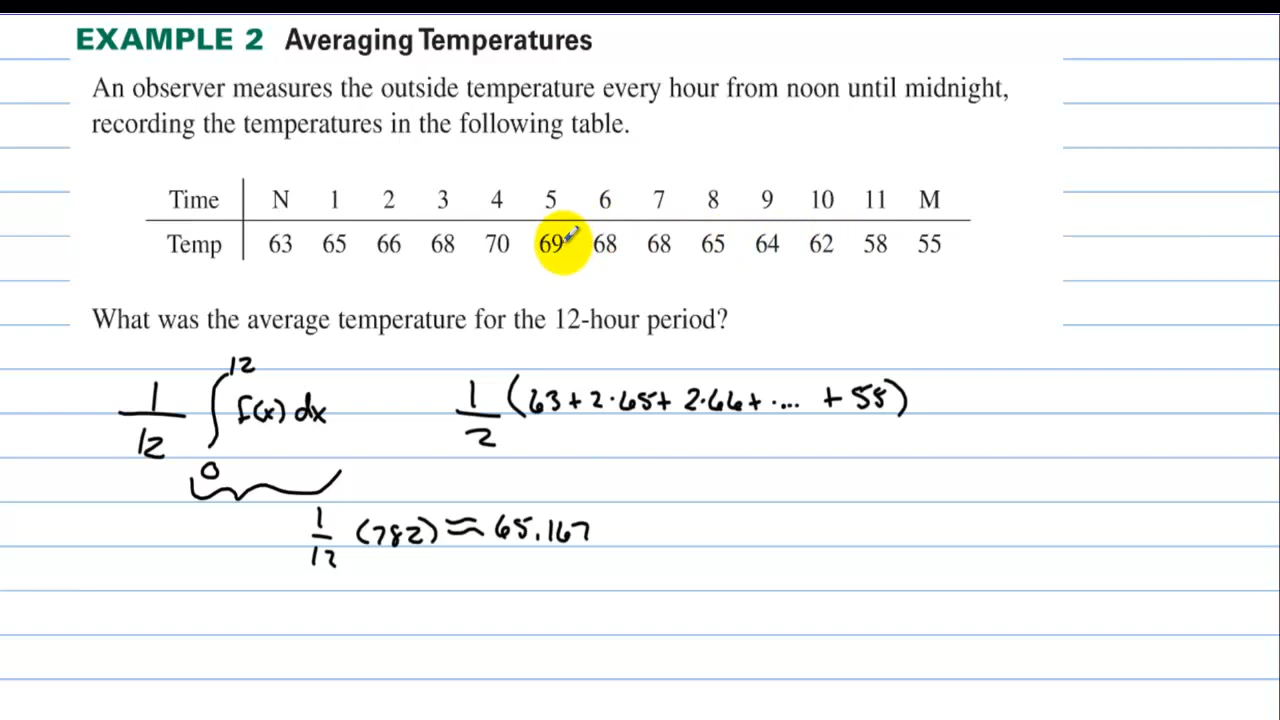 EXAMPLE 2 Averaging Temperatures
An observer measures the outside temperature every hour from noon until midnight,
recording the temperatures in the following table.
Time N 1 2 3 4 5 6 7 8 9 10 11 M
Temp 63 65 66 68 70 69 68 68 65 64 62 58 55
What was the average temperature for the 12-hour period?
1/12 ∫₀¹² f(x) dx 1/2 (63 + 2·65 + 2·66 + ··· + 55)
1/12 (782) ≈ 65.167